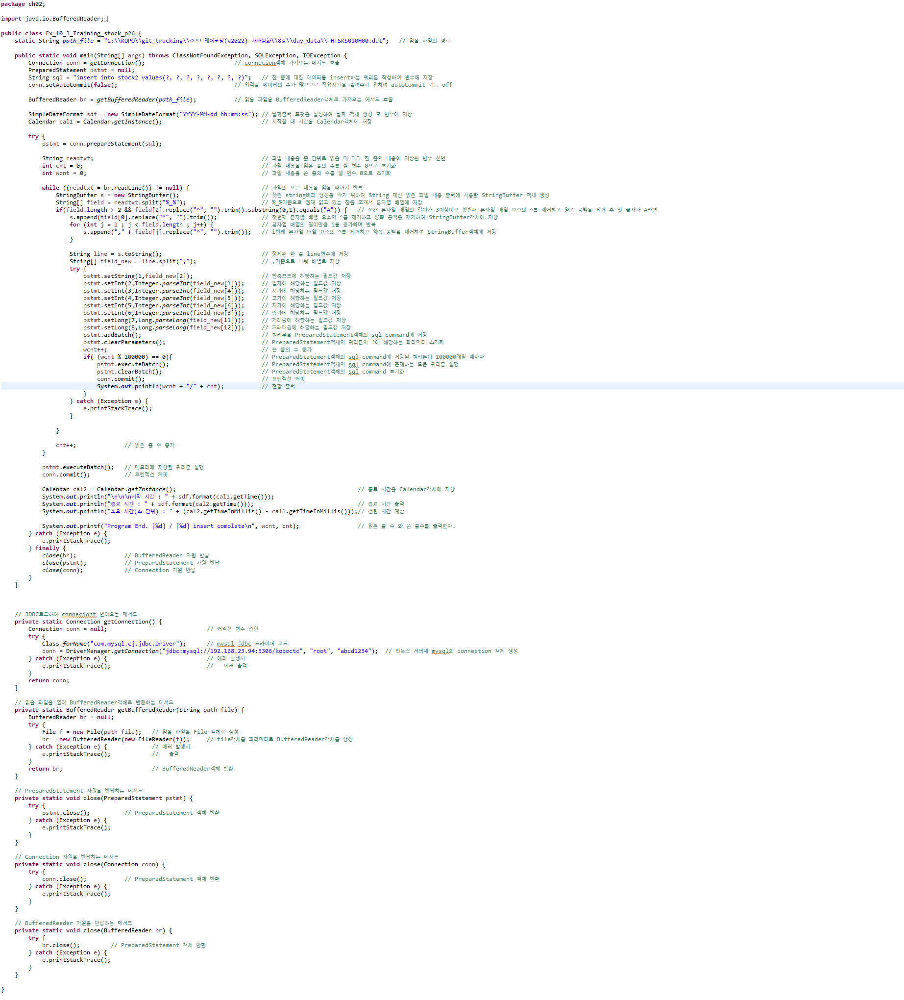 package ch02;
import java.io.BufferedReader;
public class Ex_10_3_Training_stock_p26 {
static String path_file = "C:\\KOPO\\git_tracking\\소프트웨어코딩(v2022)-자바심화\\8강\\day_data\\THTSKS010H00.dat"; // 읽을 파일의 경로
public static void main(String[] args) throws ClassNotFoundException, SQLException, IOException {
Connection conn = getConnection(); // connecion객체 가져오는 메서드 호출
PreparedStatement pstmt = null;
String sql = "insert into stock2 values(?, ?, ?, ?, ?, ?, ?, ?)"; // 한 줄에 대한 데이터를 insert하는 쿼리문 작성하여 변수에 저장
conn.setAutoCommit(false); // 입력할 데이터의 수가 많으므로 작업시간을 줄여주기 위하여 autoCommit 기능 off
BufferedReader br = getBufferedReader(path_file); // 읽을 파일을 BufferedReader객체로 가져오는 메서드 호출
SimpleDateFormat sdf = new SimpleDateFormat("YYYY-MM-dd hh:mm:ss"); // 날짜출력 포맷을 설정하여 날짜 객체 생성 후 변수에 저장
Calendar cal1 = Calendar.getInstance(); // 시작할 때 시간을 Calendar객체에 저장
try {
pstmt = conn.prepareStatement(sql);
String readtxt; // 파일 내용을 줄 단위로 읽을 때 마다 한 줄의 내용이 저장될 변수 선언
int cnt = 0; // 파일 내용을 읽은 줄의 수를 셀 변수 0으로 초기화
int wcnt = 0; // 파일 내용을 쓴 줄의 수를 셀 변수 0으로 초기화
while ((readtxt = br.readLine()) != null) { // 파일의 모든 내용을 읽을 때까지 반복
StringBuffer s = new StringBuffer(); // 잦은 string버퍼 생성을 막기 위하여 String 대신 읽은 파일 내용 출력에 사용할 StringBuffer 객체 생성
String[] field = readtxt.split("%_%"); // %_%기준으로 현재 읽고 있는 한줄 쪼개서 문자열 배열에 저장
if(field.length > 2 && field[2].replace("^", "").trim().substring(0,1).equals("A")) { // 쪼갠 문자열 배열의 길이가 3이상이고 셋번째 문자열 배열 요소의 ^를 제거하고 양쪽 공백을 제거 후 첫 글자가 A라면
s.append(field[0].replace("^", "").trim()); // 첫번째 문자열 배열 요소의 ^를 제거하고 양쪽 공백을 제거하여 StringBuffer객체에 저장
for (int j = 1 ; j < field.length ; j++) { // 문자열 배열의 길이만큼 i를 증가하며 반복
s.append("," + field[j].replace("^", "").trim()); // i번째 문자열 배열 요소의 ^를 제거하고 양쪽 공백을 제거하여 StringBuffer객체에 저장
}
String line = s.toString(); // 정제된 한 줄 line변수에 저장
String[] field_new = line.split(","); // ,기준으로 나눠 배열로 저장
try {
pstmt.setString(1,field_new[2]); // 단축코드에 해당하는 필드값 저장
pstmt.setInt(2,Integer.parseInt(field_new[1])); // 일자에 해당하는 필드값 저장
pstmt.setInt(3,Integer.parseInt(field_new[4])); // 시가에 해당하는 필드값 저장
pstmt.setInt(4,Integer.parseInt(field_new[5])); // 고가에 해당하는 필드값 저장
pstmt.setInt(5,Integer.parseInt(field_new[6])); // 저가에 해당하는 필드값 저장
pstmt.setInt(6,Integer.parseInt(field_new[3])); // 종가에 해당하는 필드값 저장
pstmt.setLong(7,Long.parseLong(field_new[11])); // 거래량에 해당하는 필드값 저장
pstmt.setLong(8,Long.parseLong(field_new[12])); // 거래대금에 해당하는 필드값 저장
pstmt.addBatch(); // 쿼리문을 PreparedStatement객체의 sql command에 저장
pstmt.clearParameters(); // PreparedStatement객체의 쿼리문의 ?에 해당하는 파라미터 초기화
wcnt++; // 쓴 줄의 수 증가
if( (wcnt % 100000) == 0){ // PreparedStatement객체의 sql command에 저장된 쿼리문이 100000개일 때마다
pstmt.executeBatch(); // PreparedStatement객체의 sql command에 존재하는 모든 쿼리문 실행
pstmt.clearBatch(); // PreparedStatement객체의 sql command 초기화
conn.commit(); // 트렌젝션 커밋
System.out.println(wcnt + "/" + cnt); // 현황 출력
}
} catch (Exception e) {
e.printStackTrace();
}
}
cnt++; // 읽은 줄 수 증가
}
pstmt.executeBatch(); // 메모리에 저장된 쿼리문 실행
conn.commit(); // 트렌젝션 커밋
Calendar cal2 = Calendar.getInstance(); // 종료 시간을 Calendar객체에 저장
System.out.println("\n\n\n시작 시간 : " + sdf.format(cal1.getTime()));
System.out.println("종료 시간 : " + sdf.format(cal2.getTime())); // 종료 시간 출력
System.out.println("소요 시간(초 단위) : " + (cal2.getTimeInMillis() - cal1.getTimeInMillis()));// 걸린 시간 계산
System.out.printf("Program End. [%d] / [%d] insert complete\n", wcnt, cnt); // 읽은 줄 수 와 쓴 줄수를 출력한다.
} catch (Exception e) {
e.printStackTrace();
} finally {
close(br); // BufferedReader 자원 반납
close(pstmt); // PreparedStatement 자원 반납
close(conn); // Connection 자원 반납
}
}
// JDBC로드하여 conneciont 얻어오는 메서드
private static Connection getConnection() {
Connection conn = null; // 커넥션 변수 선언
try {
Class.forName("com.mysql.cj.jdbc.Driver"); // mysql jdbc 드라이버 로드
conn = DriverManager.getConnection("jdbc:mysql://192.168.23.94:3306/kopoctc", "root", "abcd1234"); // 리눅스 서버내 mysql의 connection 객체 생성
} catch (Exception e) { // 에러 발생시
e.printStackTrace(); // 에러 출력
}
return conn;
}
// 읽을 파일을 열어 BufferedReader객체로 반환하는 메서드
private static BufferedReader getBufferedReader(String path_file) {
BufferedReader br = null;
try {
File f = new File(path_file); // 읽을 파일을 File 객체로 생성
br = new BufferedReader(new FileReader(f)); // file객체를 파라미터로 BufferedReader객체를 생성
} catch (Exception e) { // 에러 발생시
e.printStackTrace(); // 출력
}
return br; // BufferedReader객체 반환
}
// PreparedStatement 자원을 반납하는 메서드
private static void close(PreparedStatement pstmt) {
try {
pstmt.close(); // PreparedStatement 객체 반환
} catch (Exception e) {
e.printStackTrace();
}
}
// Connection 자원을 반납하는 메서드
private static void close(Connection conn) {
try {
conn.close(); // PreparedStatement 객체 반환
} catch (Exception e) {
e.printStackTrace();
}
}
// BufferedReader 자원을 반납하는 메서드
private static void close(BufferedReader br) {
try {
br.close(); // PreparedStatement 객체 반환
} catch (Exception e) {
e.printStackTrace();
}
}
}